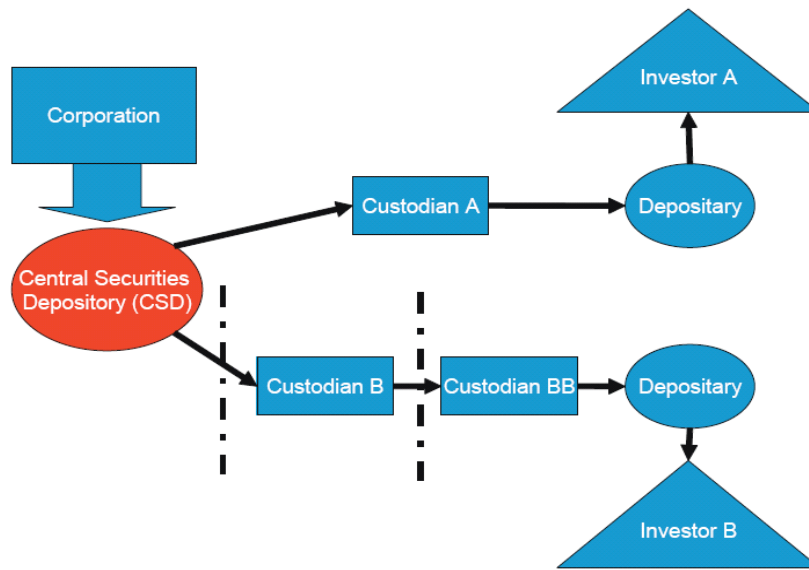 Investor A
Corporation
Custodian A
Depositary
Central Securities
Depository (CSD)
Custodian B
Custodian BB
Depositary
Investor B